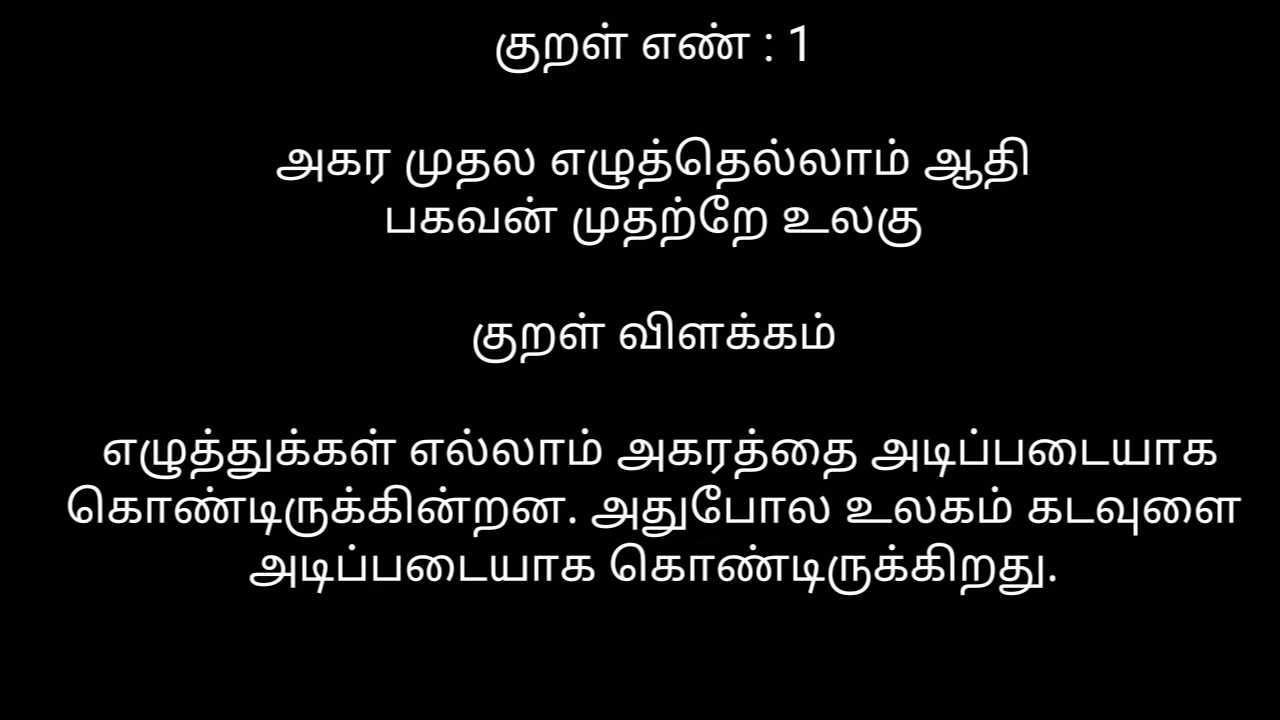 குறள் எண் : 1
அகர முதல எழுத்தெல்லாம் ஆதி
பகவன் முதற்றே உலகு
குறள் விளக்கம்
எழுத்துக்கள் எல்லாம் அகரத்தை அடிப்படையாக
கொண்டிருக்கின்றன. அதுபோல உலகம் கடவுளை
அடிப்படையாக கொண்டிருக்கிறது.